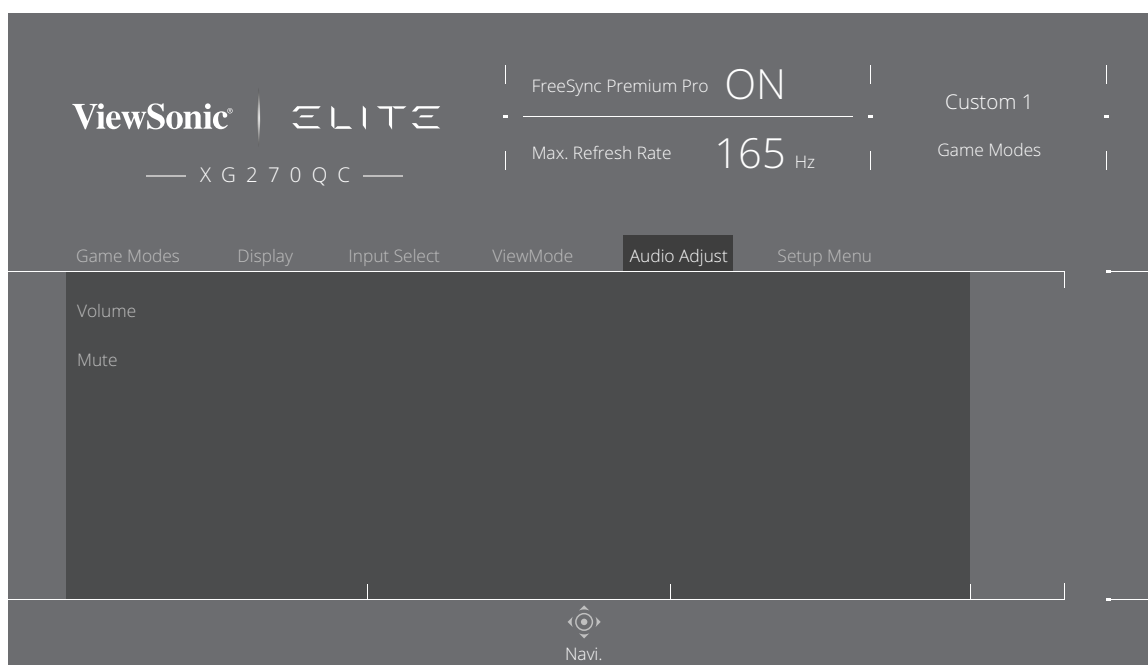 ViewSonic® | ELITE
XG270QC
FreeSync Premium Pro ON
Max. Refresh Rate 165 Hz
Custom 1
Game Modes
Game Modes Display Input Select ViewMode Audio Adjust Setup Menu
Volume
Mute
Navi.